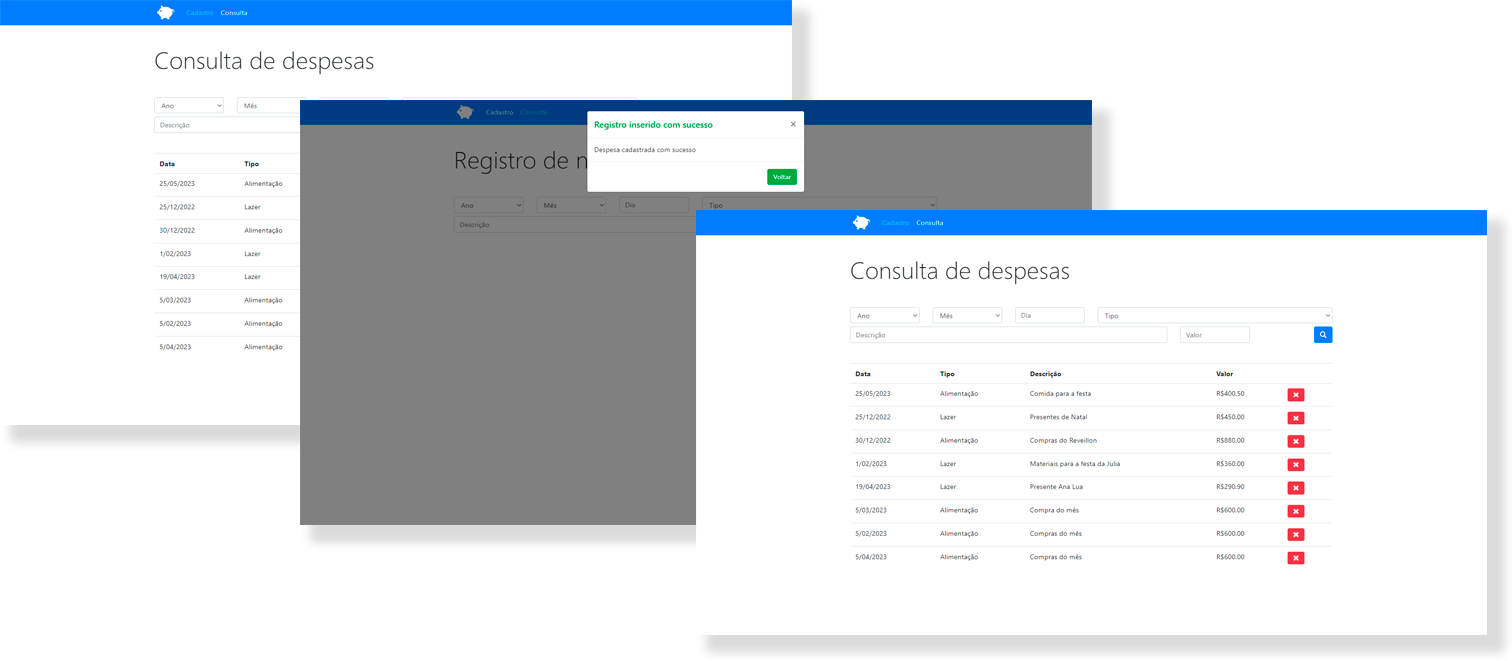 Cadastro Consulta
Consulta de despesas
Ano Mês
Descrição
Data Tipo
25/05/2023 Alimentação
25/12/2022 Lazer
30/12/2022 Alimentação
1/02/2023 Lazer
19/04/2023 Lazer
5/03/2023 Alimentação
5/02/2023 Alimentação
5/04/2023 Alimentação
Cadastro Consulta
Registro inserido com sucesso ×
Despesa cadastrada com sucesso
Voltar
Registro de n
Ano Mês Dia Tipo
Descrição
Cadastro Consulta
Consulta de despesas
Ano Mês Dia Tipo
Descrição Valor
Data Tipo Descrição Valor
25/05/2023 Alimentação Comida para a festa R$400.50
25/12/2022 Lazer Presentes de Natal R$450.00
30/12/2022 Alimentação Compras do Reveillon R$880.00
1/02/2023 Lazer Materiais para a festa da Julia R$360.00
19/04/2023 Lazer Presente Ana Lua R$290.90
5/03/2023 Alimentação Compra do mês R$600.00
5/02/2023 Alimentação Compras do mês R$600.00
5/04/2023 Alimentação Compras do mês R$600.00